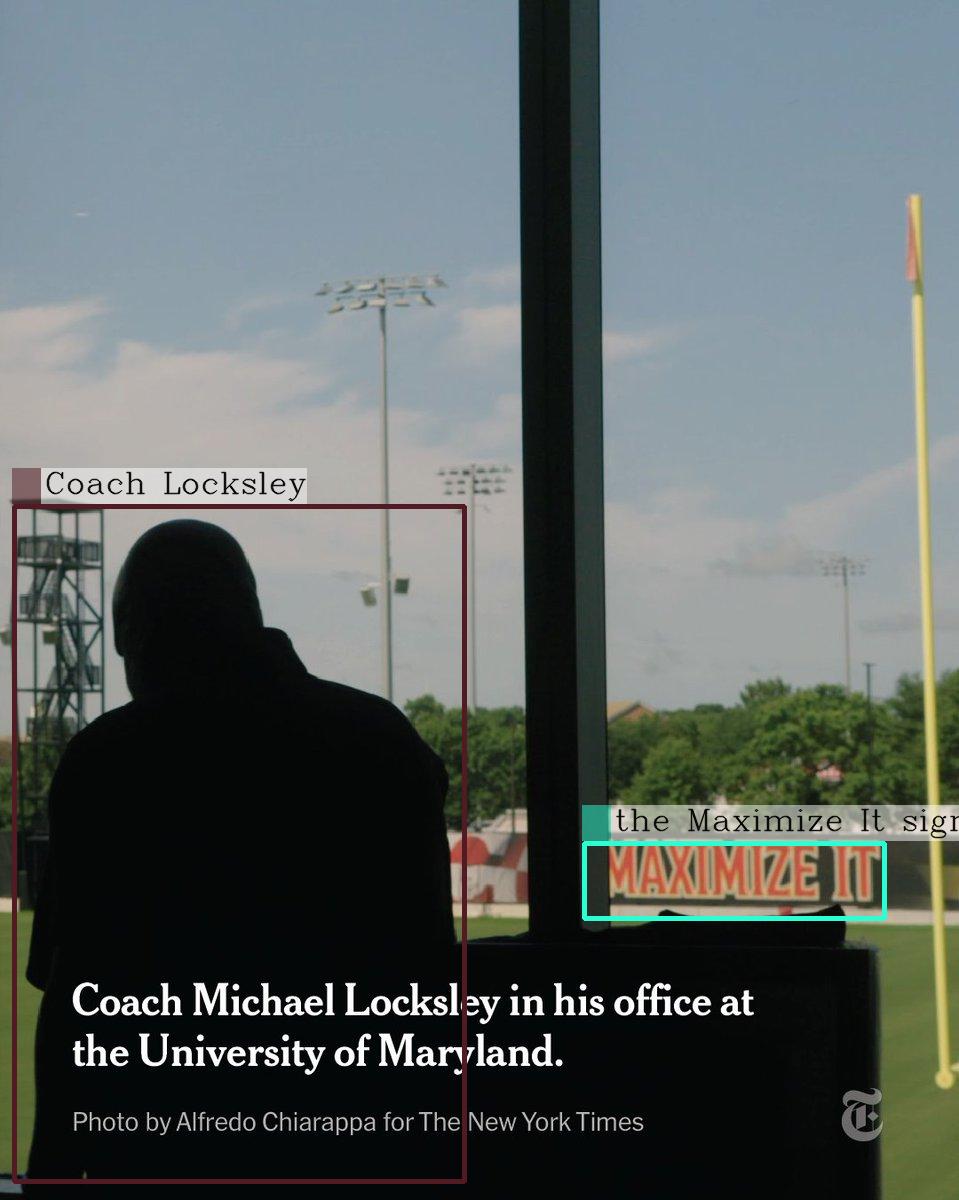 Coach Locksley
the Maximize It sign
MAXIMIZE IT
Coach Michael Locksley in his office at
the University of Maryland.
Photo by Alfredo Chiarappa for The New York Times